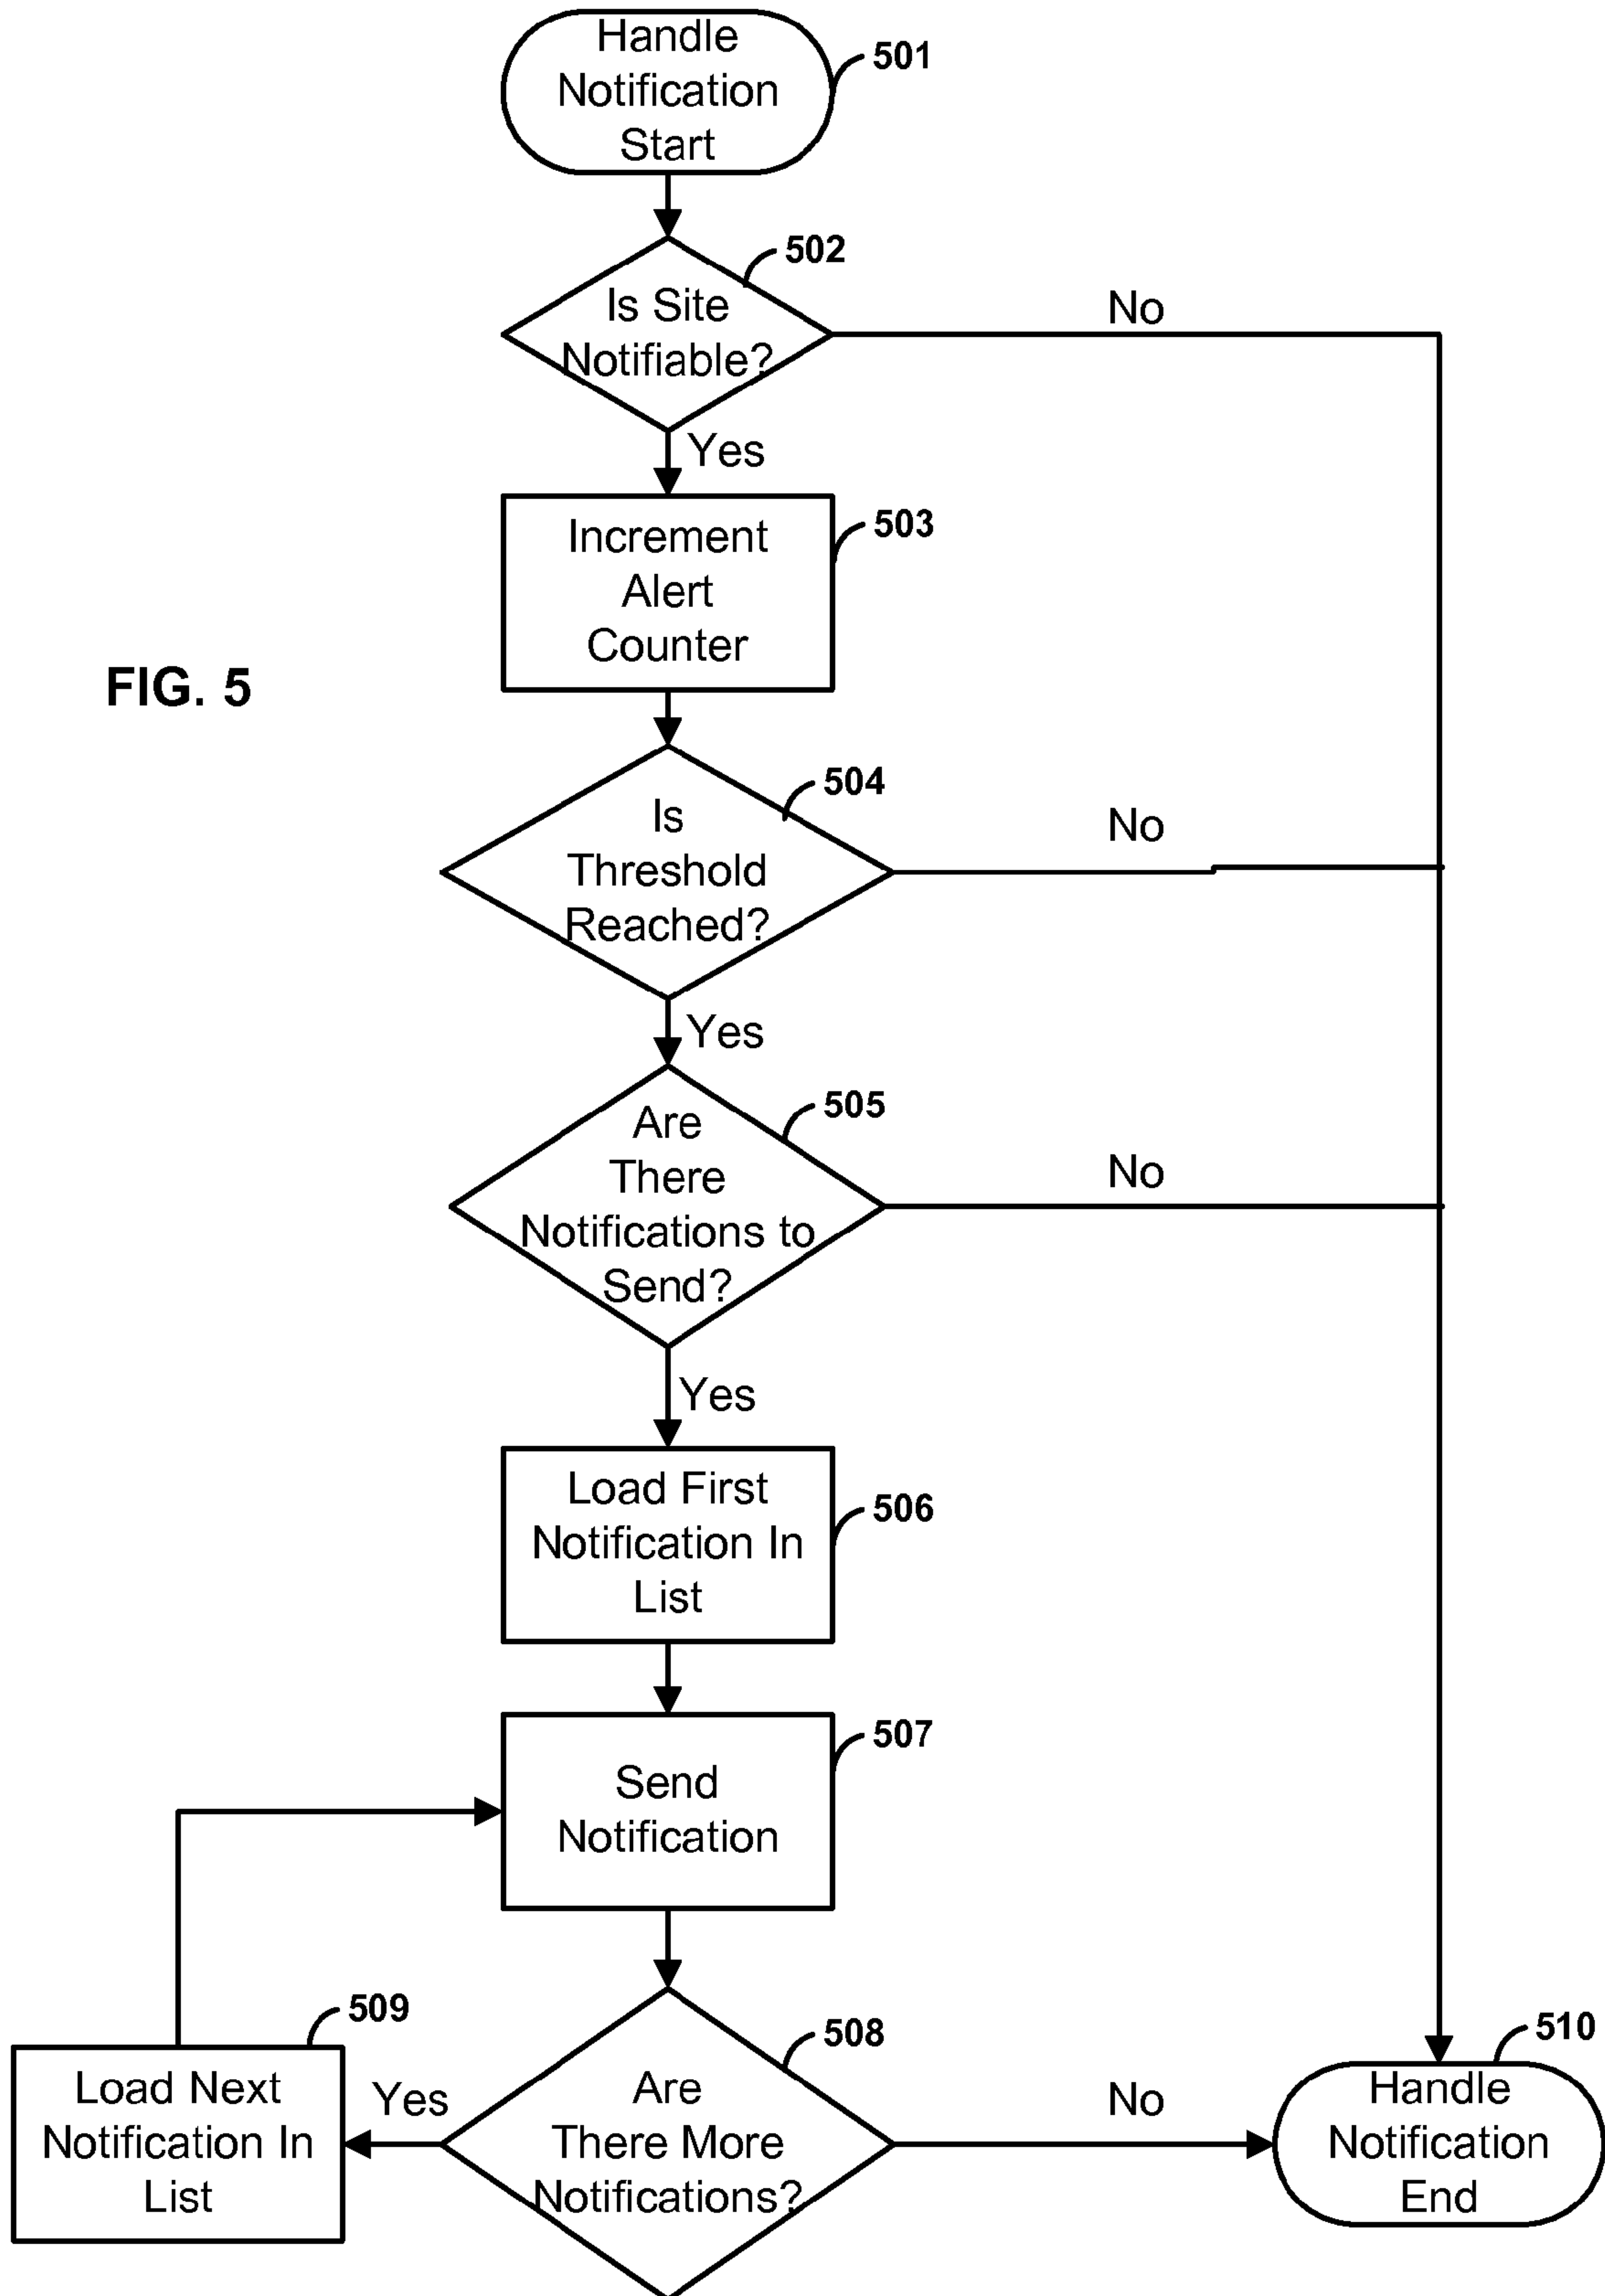 Handle
Notification
Start
501
502
Is Site
Notifiable?
No
Yes
Increment
Alert
Counter
503
FIG. 5
504
Is
Threshold
Reached?
No
Yes
505
Are
There
Notifications to
Send?
No
Yes
Load First
Notification In
List
506
Send
Notification
507
509
Load Next
Notification In
List
Yes
508
Are
There More
Notifications?
No
510
Handle
Notification
End